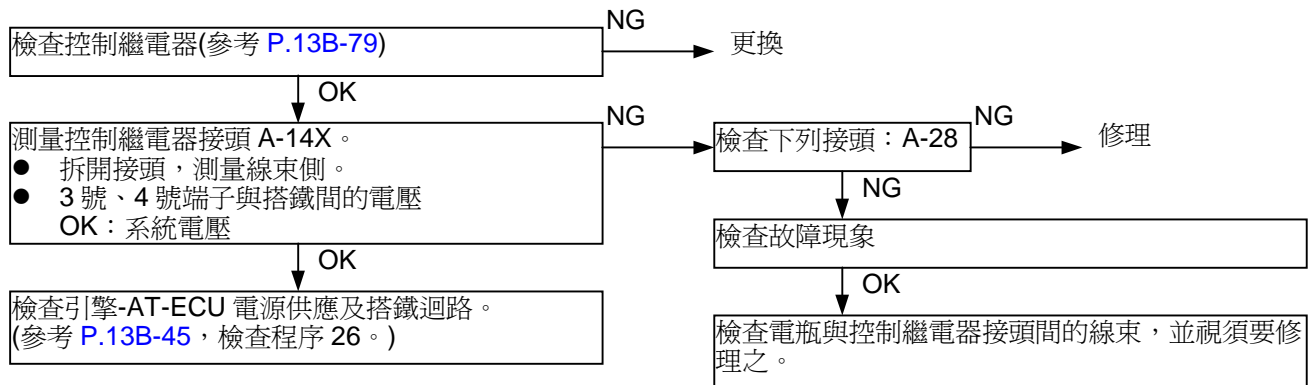 檢查控制繼電器(參考 P.13B-79)
NG
更換
OK
測量控制繼電器接頭 A-14X。
● 拆開接頭，測量線束側。
● 3 號、4 號端子與搭鐵間的電壓
OK：系統電壓
NG
檢查下列接頭：A-28
NG
修理
NG
檢查故障現象
OK
檢查電瓶與控制繼電器接頭間的線束，並視須要修
理之。
OK
檢查引擎-AT-ECU 電源供應及搭鐵迴路。
(參考 P.13B-45，檢查程序 26。)